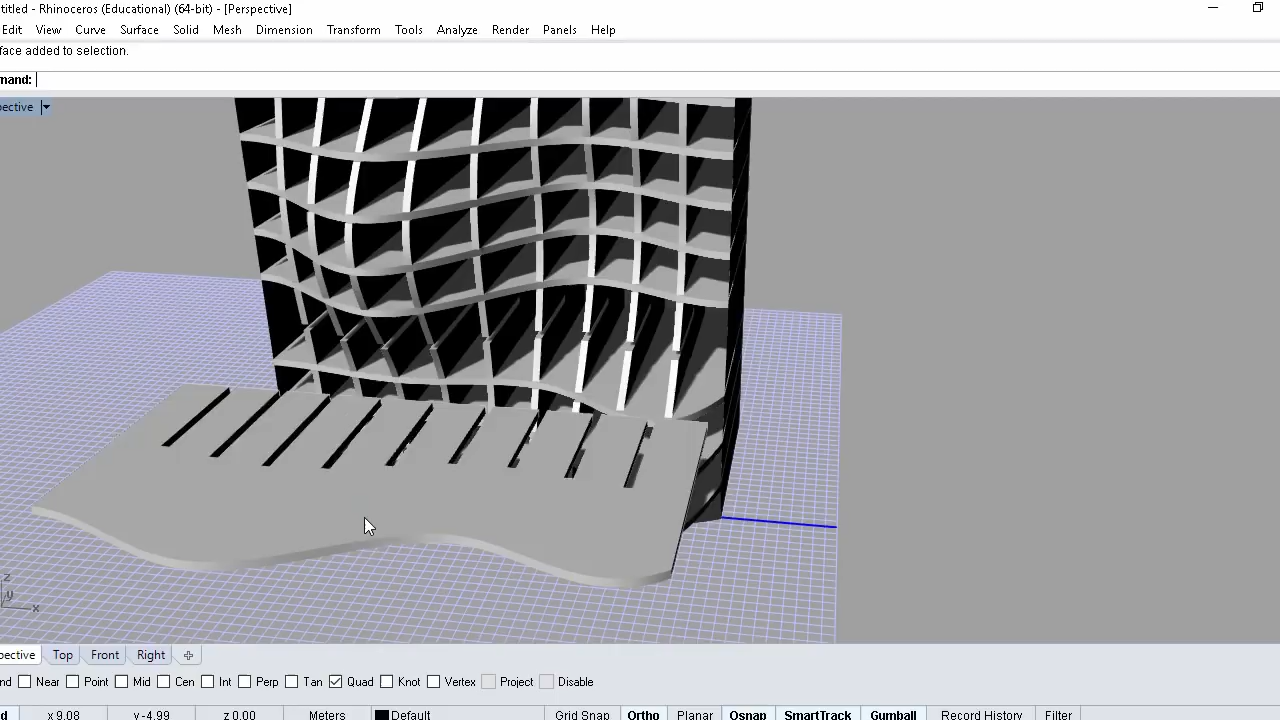 titled - Rhinoceros (Educational) (64-bit) - [Perspective]
Edit View Curve Surface Solid Mesh Dimension Transform Tools Analyze Render Panels Help
face added to selection.
mand:
pective
z
y
x
pective Top Front Right
nd Near Point Mid Cen Int Perp Tan Quad Knot Vertex Project Disable
d x 9.08 y -4.99 z 0.00 Meters Default Grid Snap Ortho Planar Osnap SmartTrack Gumball Record History Filter